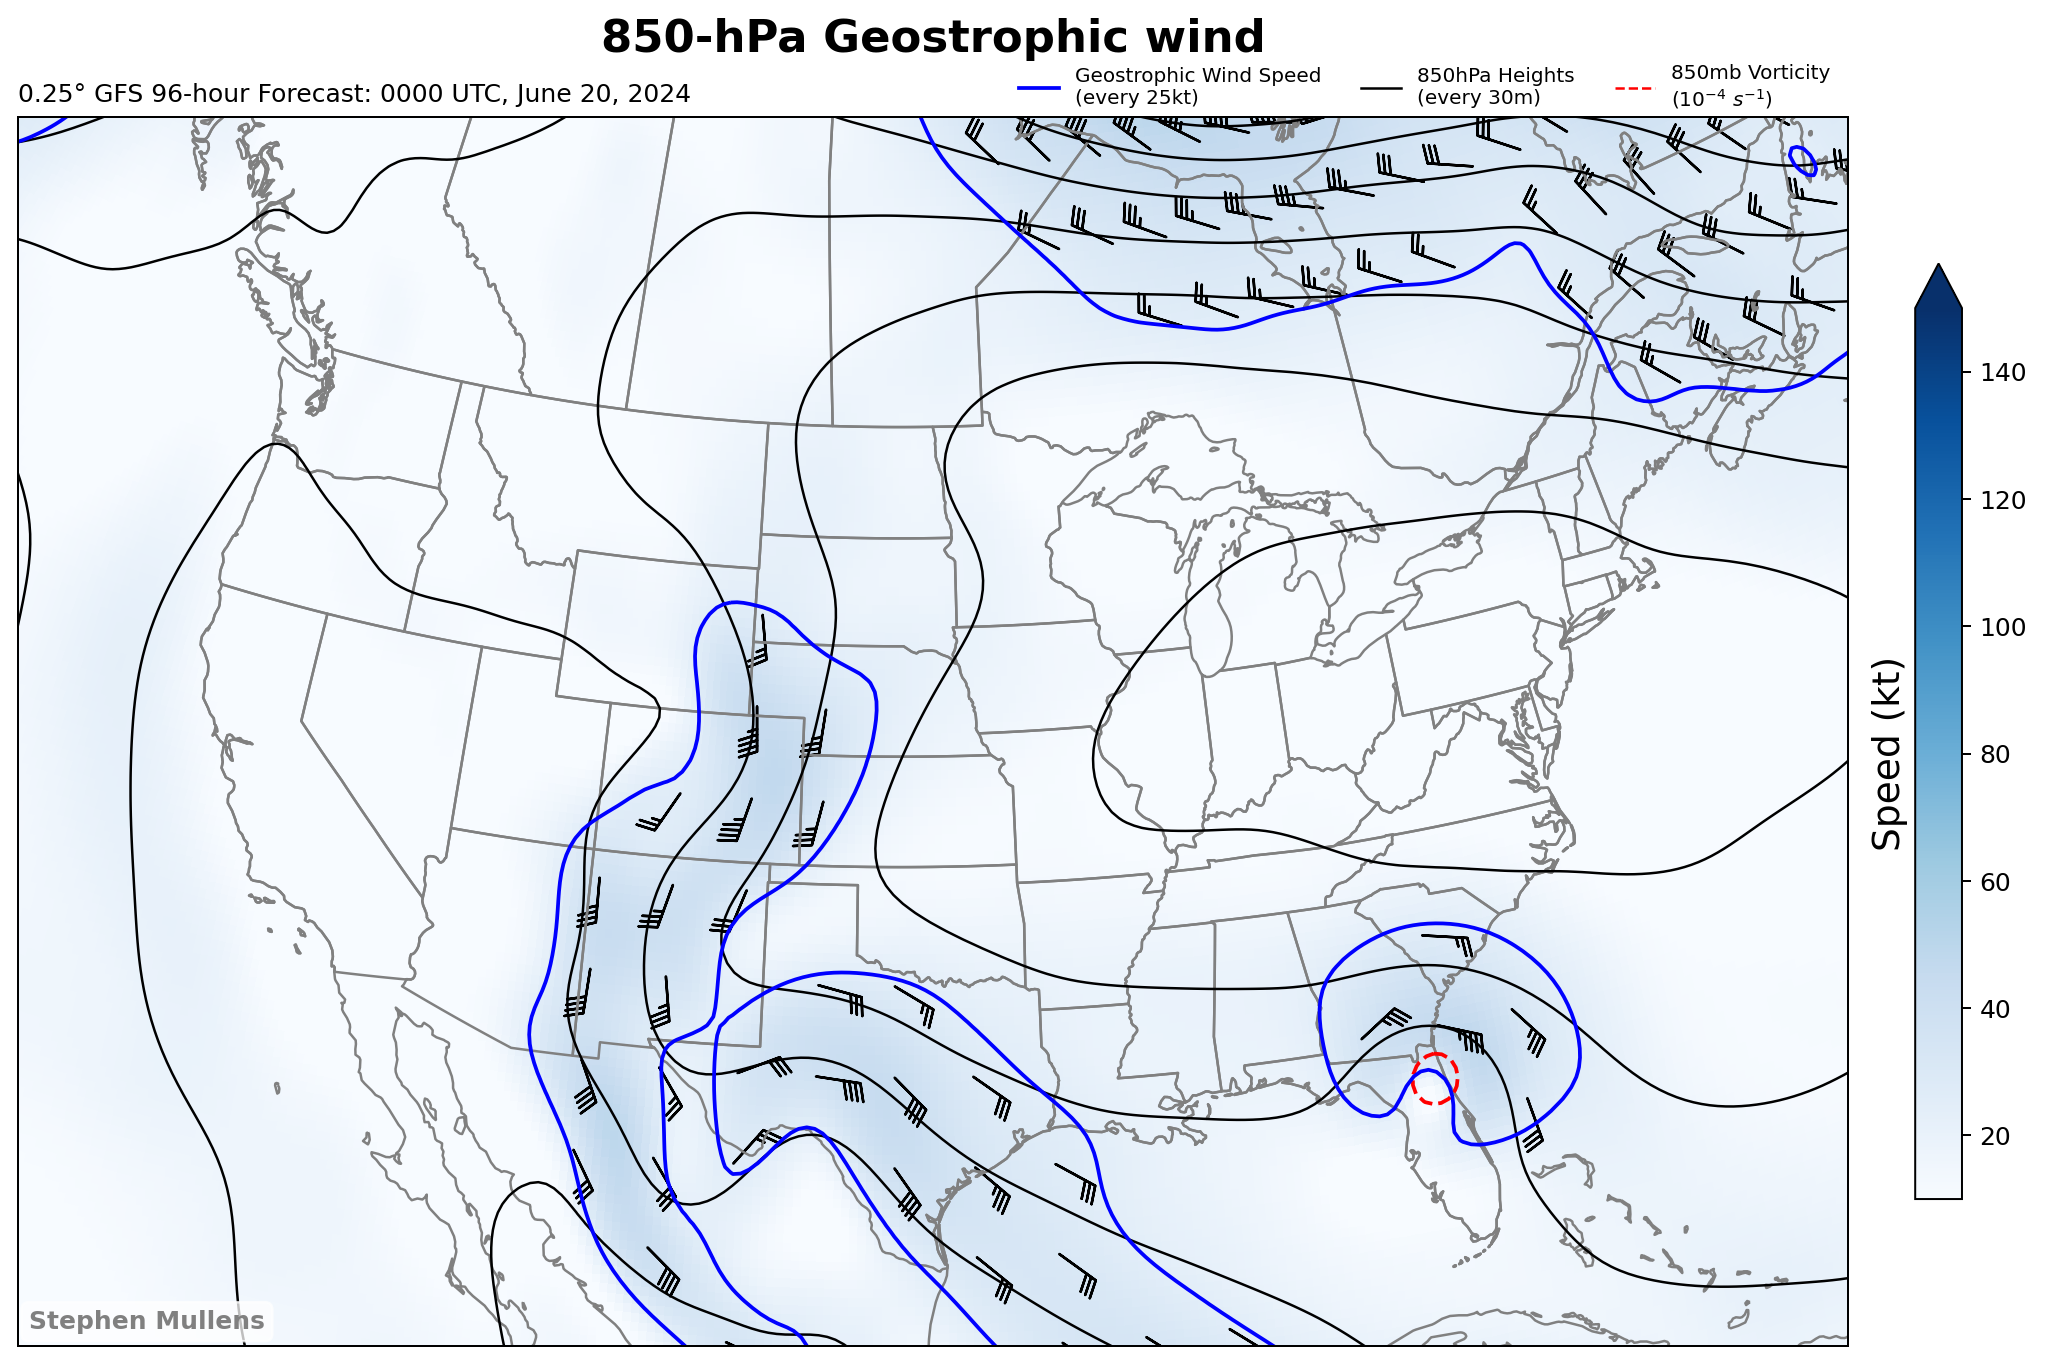 850-hPa Geostrophic wind
0.25° GFS 96-hour Forecast: 0000 UTC, June 20, 2024
Geostrophic Wind Speed
(every 25kt)
850hPa Heights
(every 30m)
850mb Vorticity
(10⁻⁴ s⁻¹)
140
120
100
80
60
40
20
Speed (kt)
Stephen Mullens